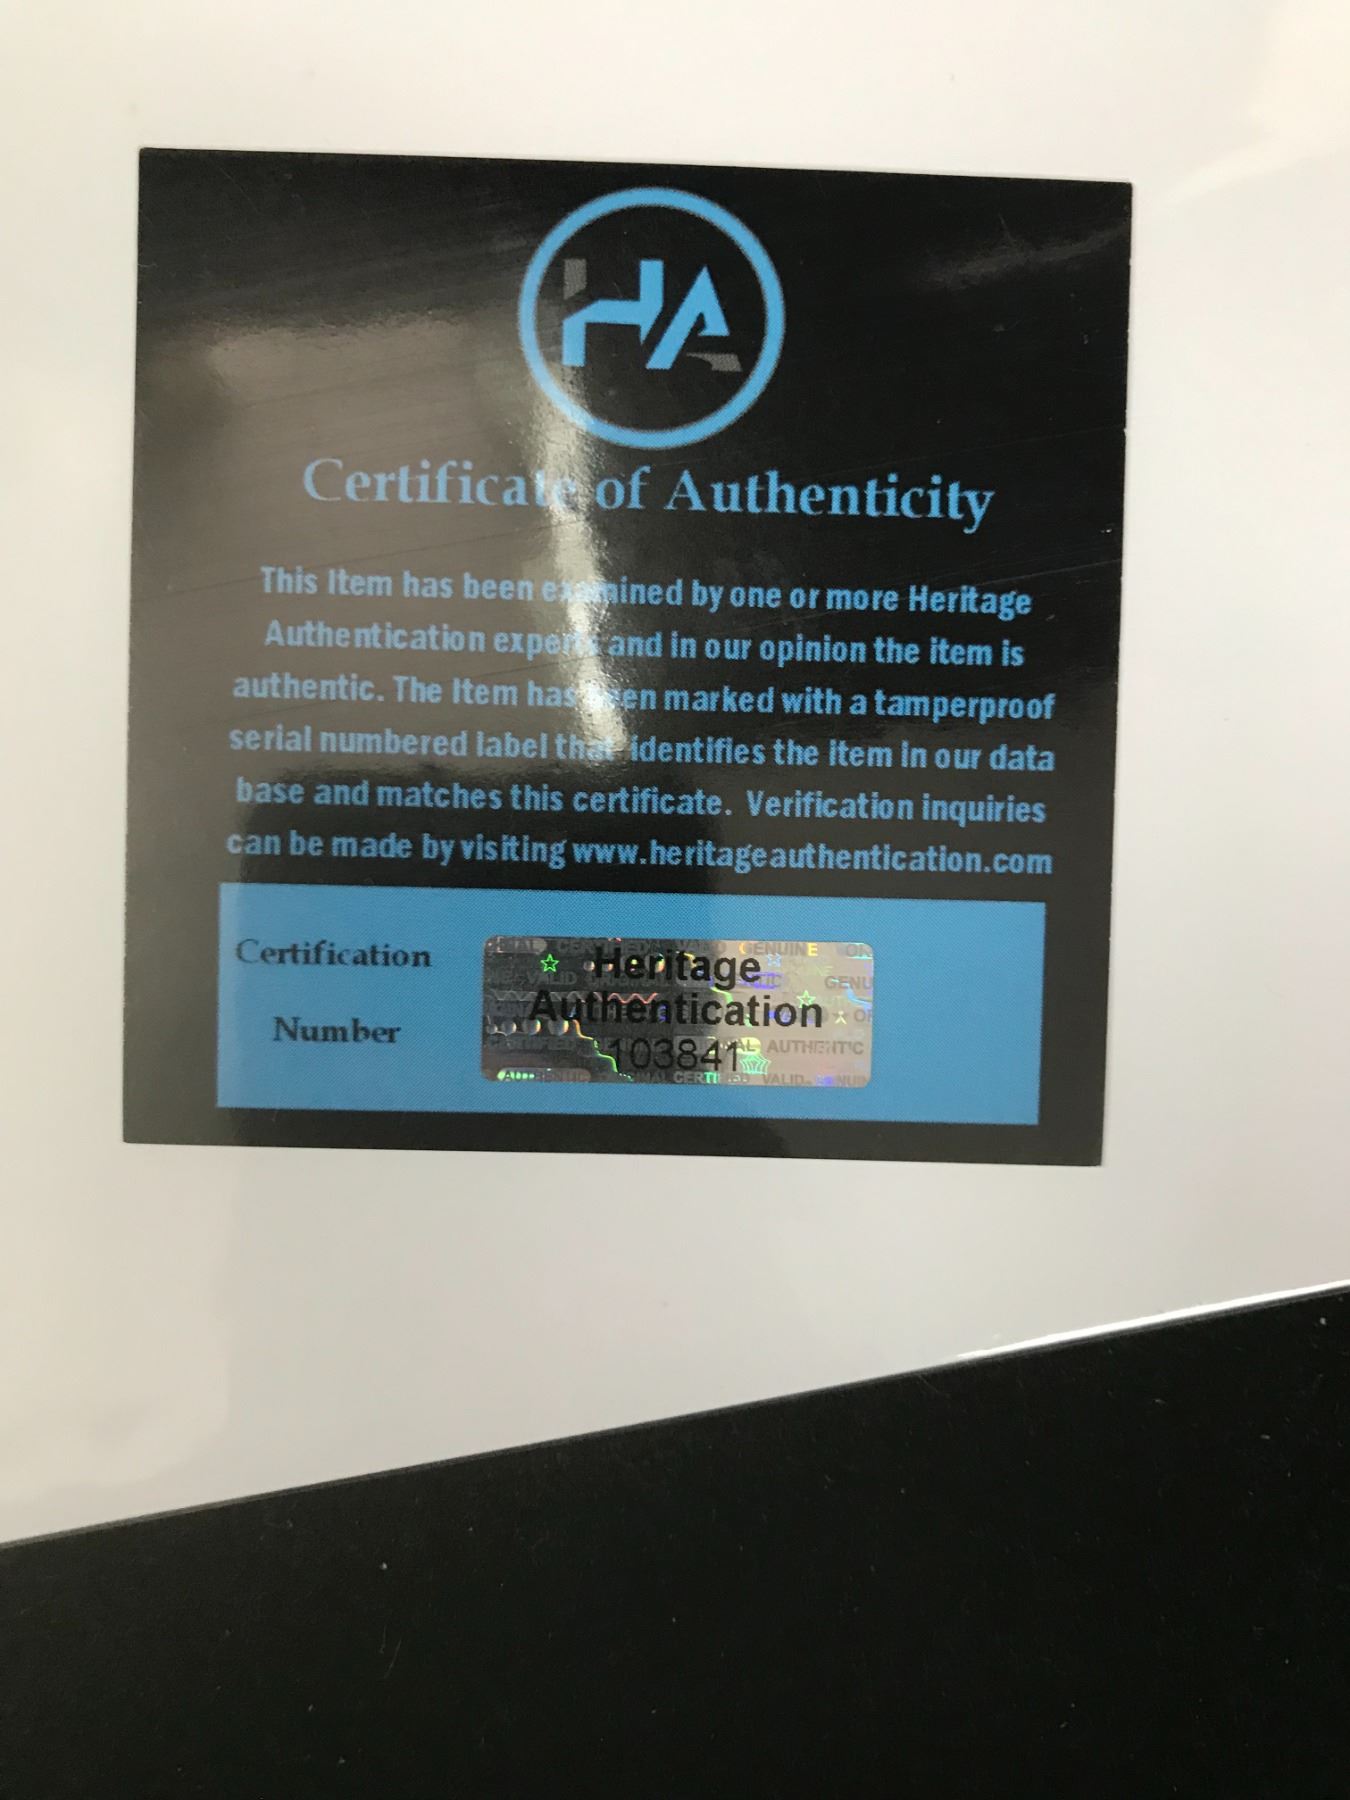 HA
Certificate of Authenticity
This Item has been examined by one or more Heritage
Authentication experts and in our opinion the item is
authentic. The Item has been marked with a tamperproof
serial numbered label that identifies the item in our data
base and matches this certificate. Verification inquiries
can be made by visiting www.heritageauthentication.com
Certification
Number
Heritage
Authentication
103841